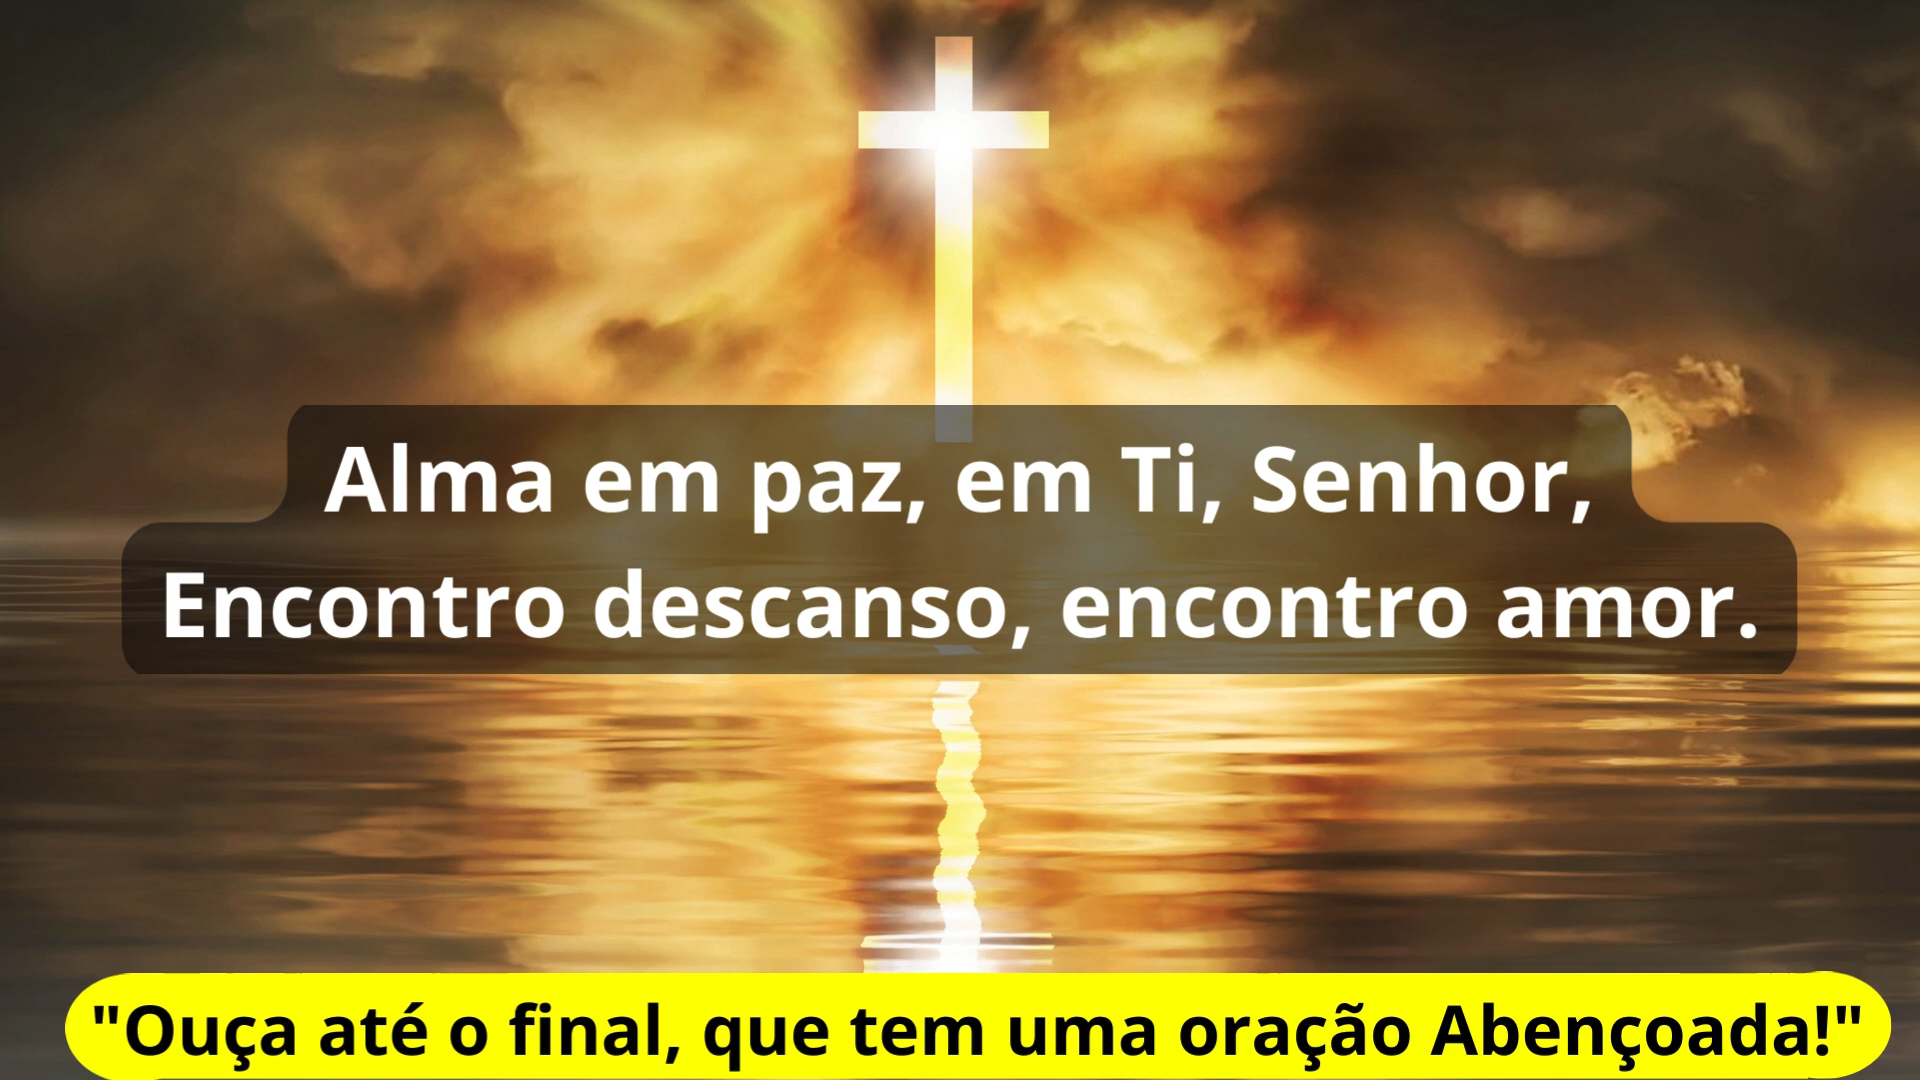 Alma em paz, em Ti, Senhor,
Encontro descanso, encontro amor.
"Ouça até o final, que tem uma oração Abençoada!"